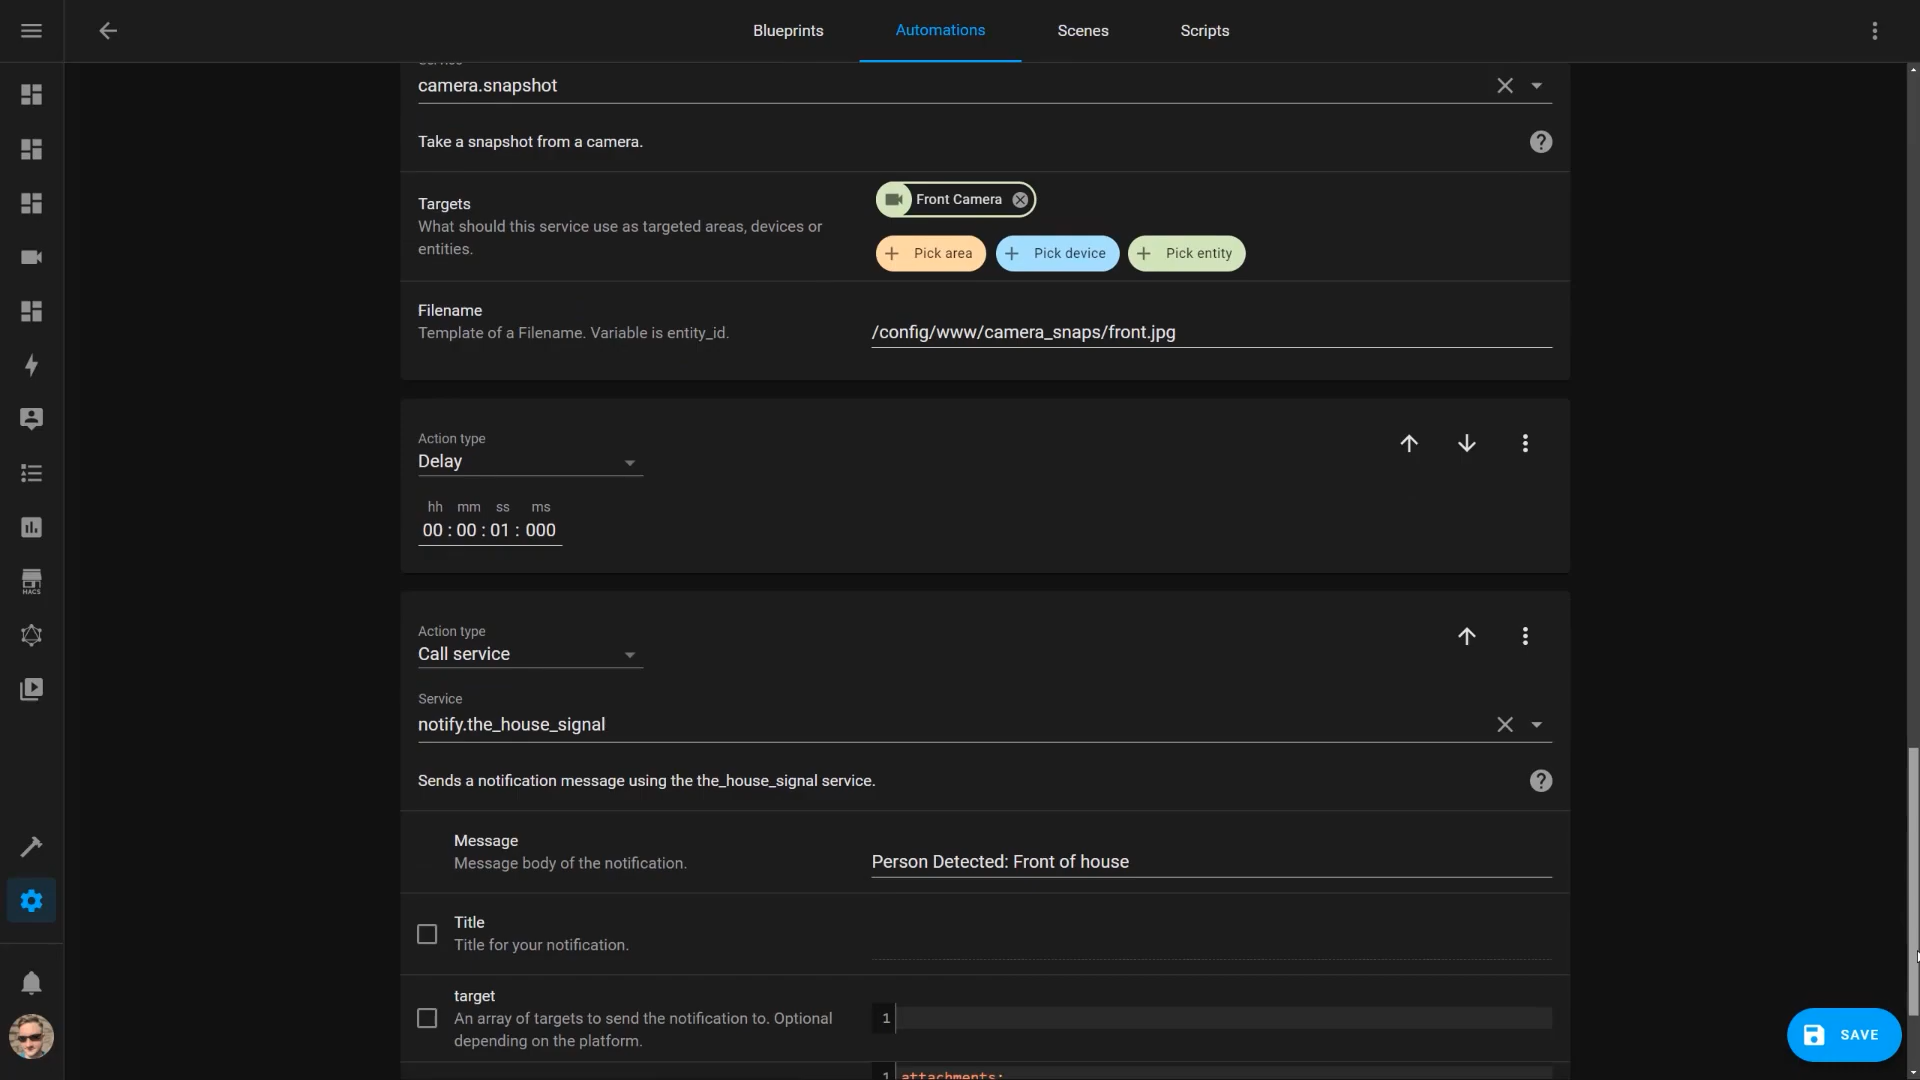 Blueprints
Automations
Scenes
Scripts
Service
camera.snapshot
Take a snapshot from a camera.
Targets
What should this service use as targeted areas, devices or
entities.
Front Camera
Pick area
Pick device
Pick entity
Filename
Template of a Filename. Variable is entity_id.
/config/www/camera_snaps/front.jpg
Action type
Delay
hh mm ss ms
00 : 00 : 01 : 000
Action type
Call service
Service
notify.the_house_signal
Sends a notification message using the the_house_signal service.
Message
Message body of the notification.
Person Detected: Front of house
Title
Title for your notification.
target
An array of targets to send the notification to. Optional
depending on the platform.
1
1 attachments:
HACS
SAVE